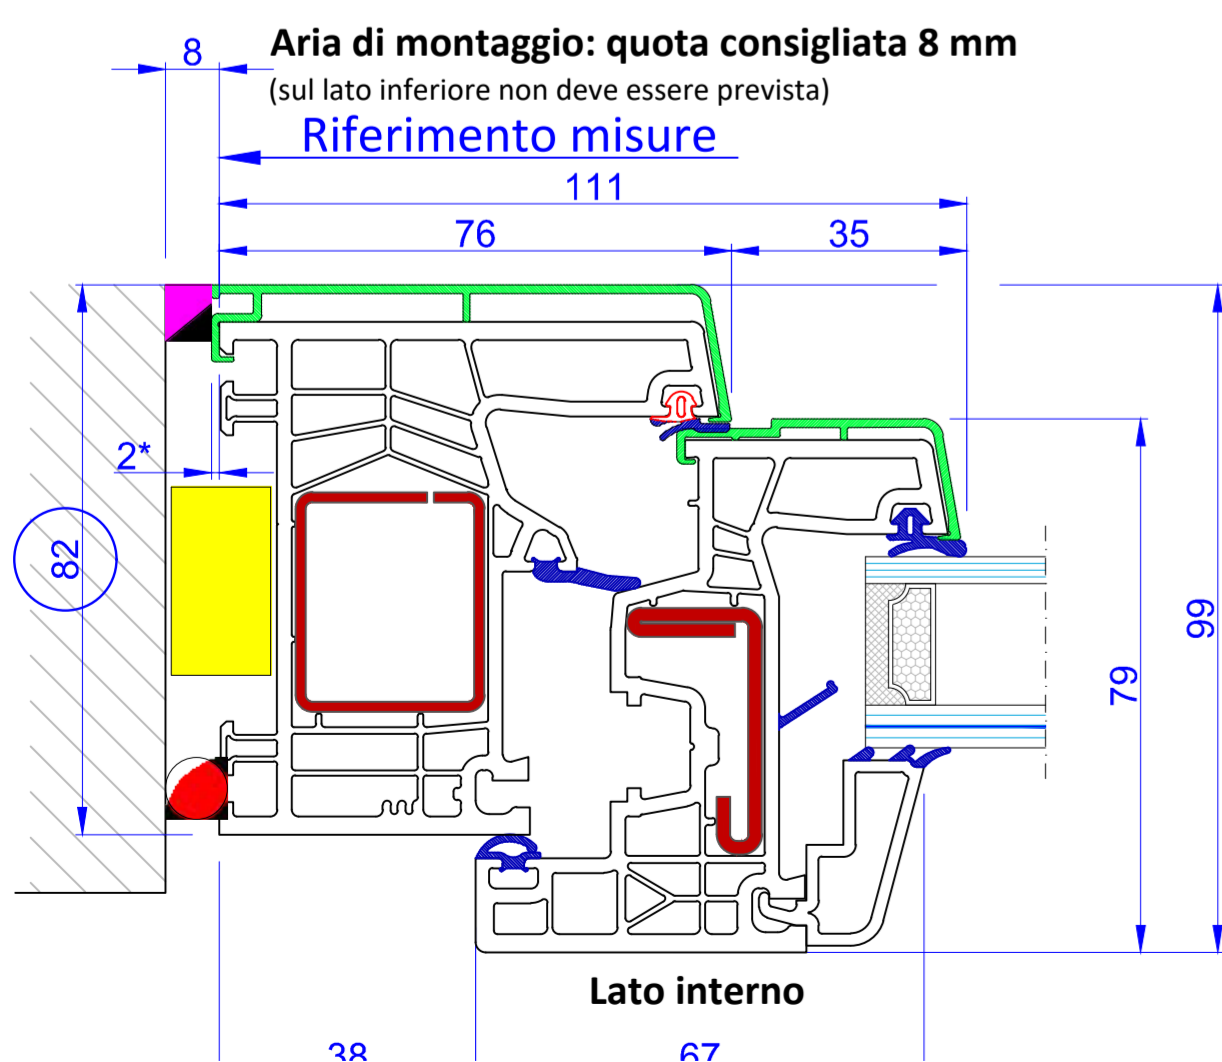 8
Aria di montaggio: quota consigliata 8 mm
(sul lato inferiore non deve essere prevista)
Riferimento misure
111
76
35
2*
82
99
79
Lato interno
38
67